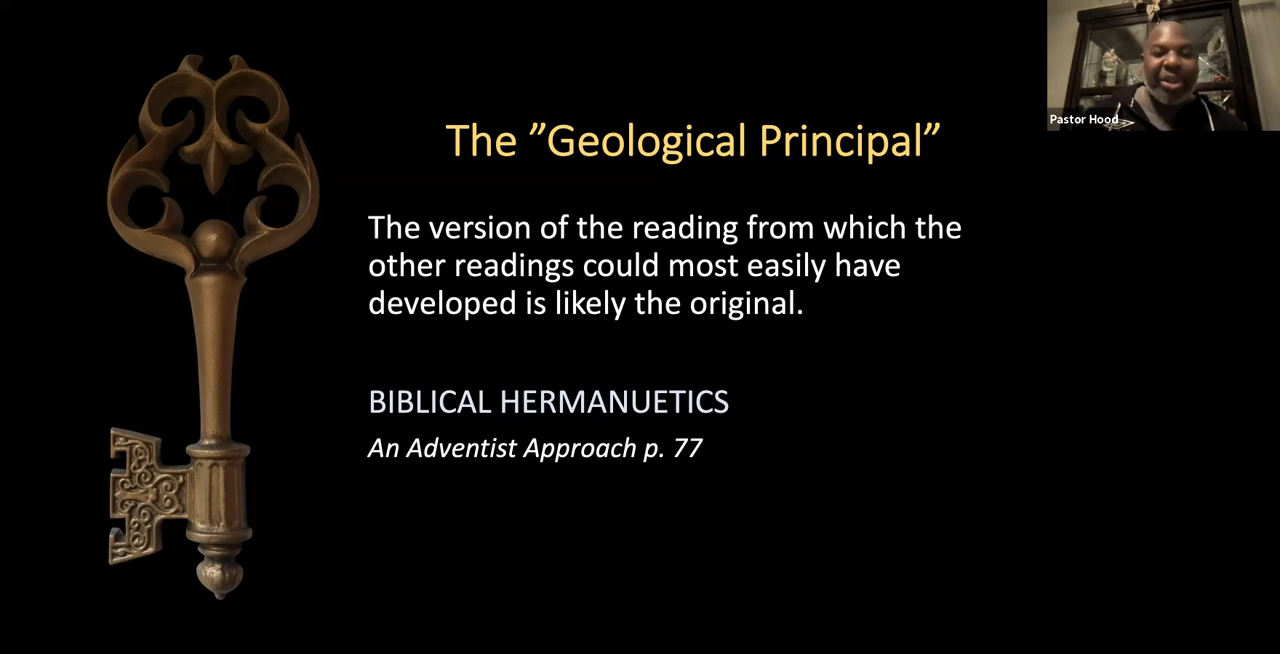 The ”Geological Principal”
The version of the reading from which the
other readings could most easily have
developed is likely the original.
BIBLICAL HERMANUETICS
An Adventist Approach p. 77
Pastor Hood